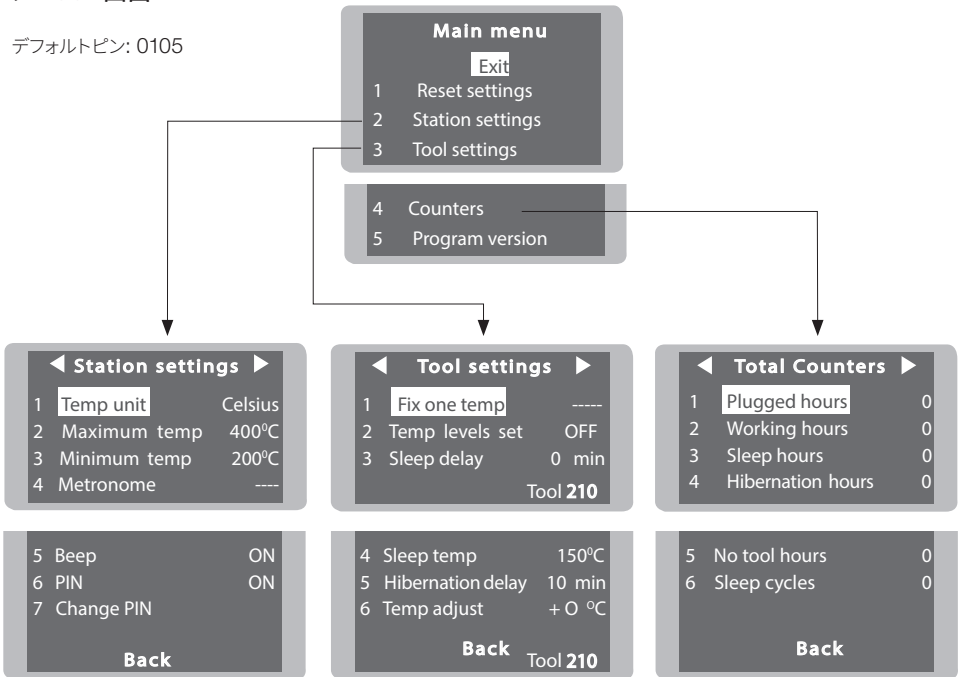 デフォルトピン: 0105
Main menu
Exit
1 Reset settings
2 Station settings
3 Tool settings
4 Counters
5 Program version
◀ Station settings ▶
1 Temp unit Celsius
2 Maximum temp 400⁰C
3 Minimum temp 200⁰C
4 Metronome ----
5 Beep ON
6 PIN ON
7 Change PIN
Back
◀ Tool settings ▶
1 Fix one temp -----
2 Temp levels set OFF
3 Sleep delay 0 min
Tool 210
4 Sleep temp 150⁰C
5 Hibernation delay 10 min
6 Temp adjust + O ᴼC
Back
Tool 210
◀ Total Counters ▶
1 Plugged hours 0
2 Working hours 0
3 Sleep hours 0
4 Hibernation hours 0
5 No tool hours 0
6 Sleep cycles 0
Back